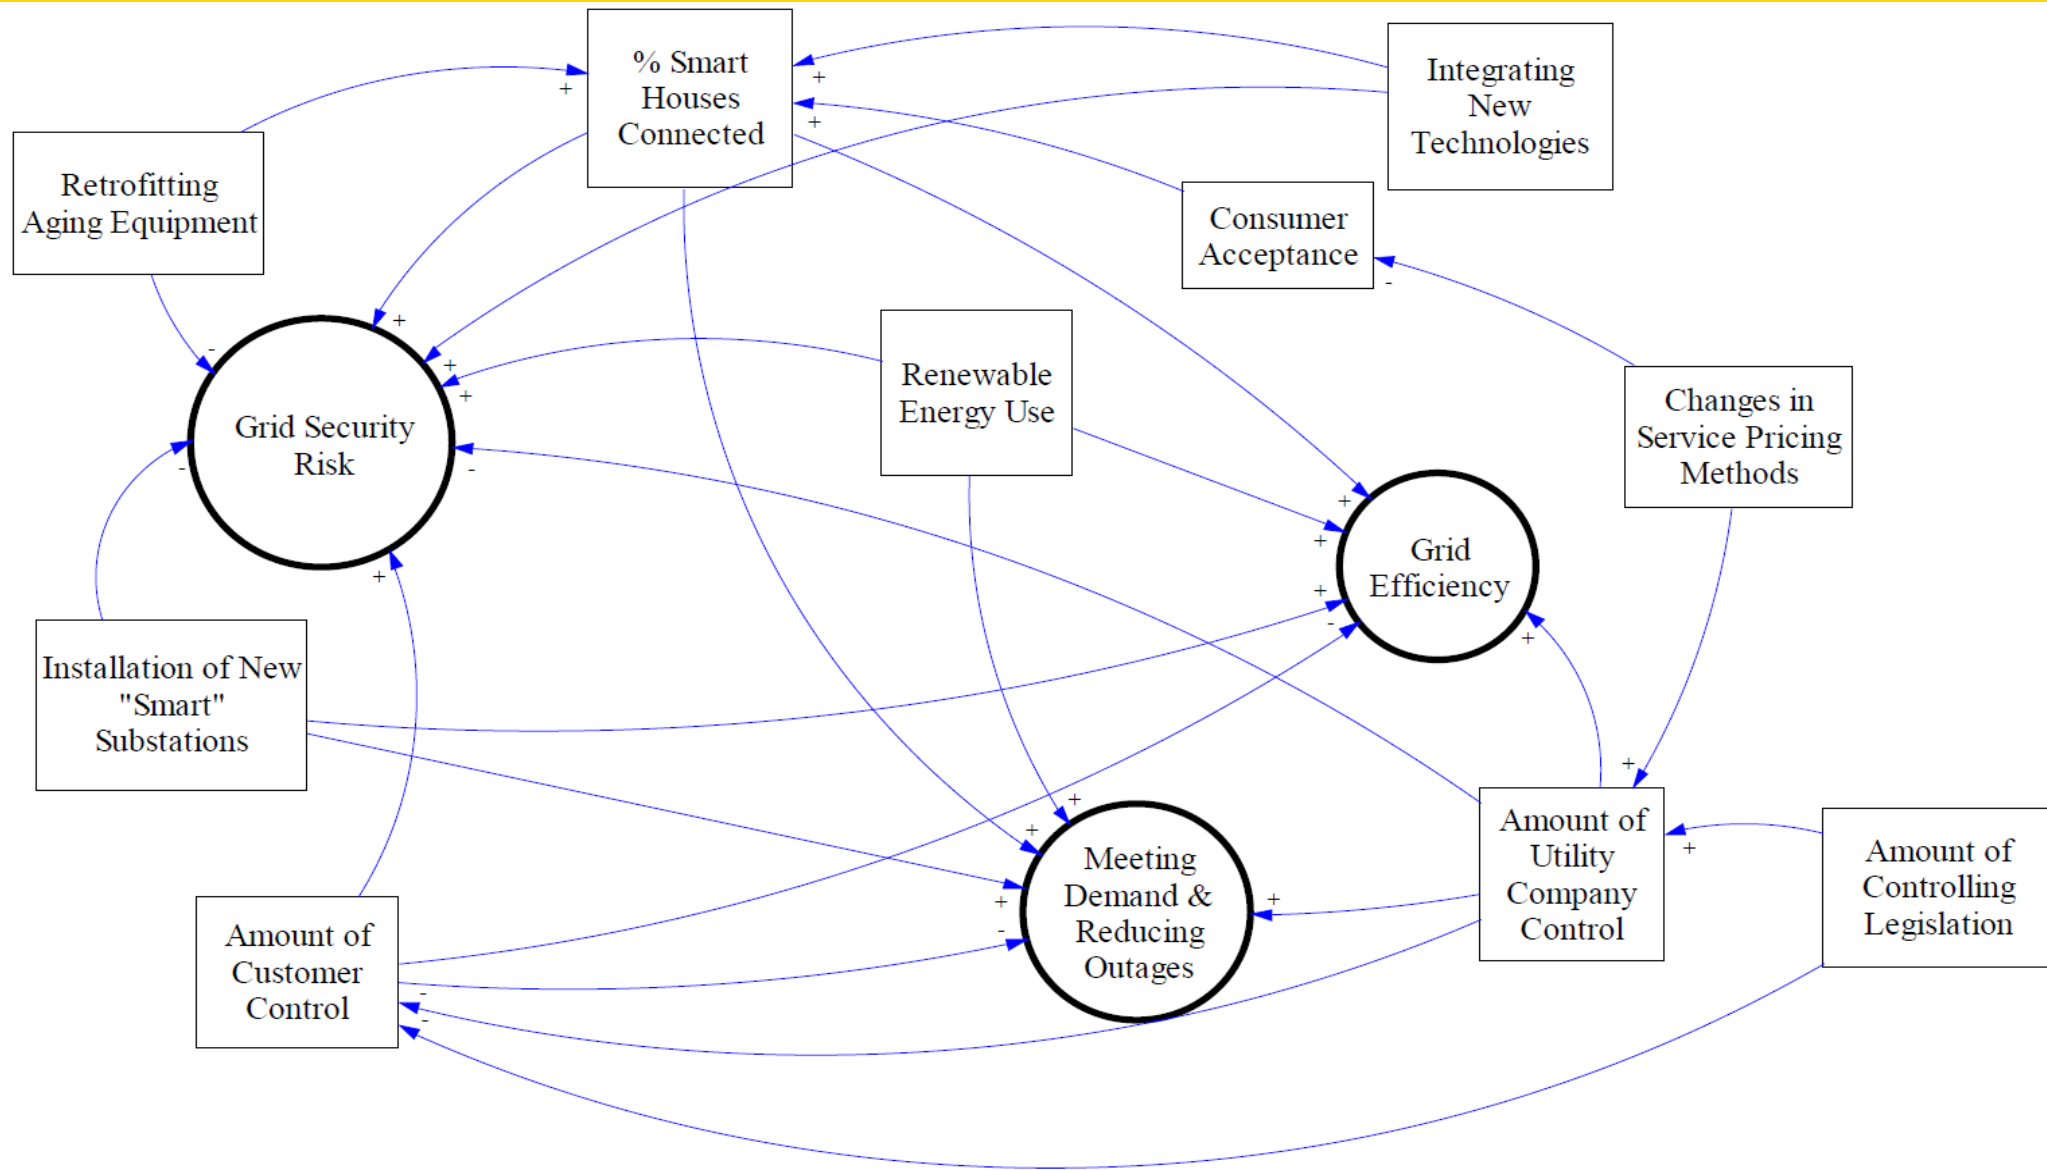 % Smart
Houses
Connected
+
+
+
Integrating
New
Technologies
Retrofitting
Aging Equipment
Consumer
Acceptance
-
Grid Security
Risk
-
+
+
+
-
-
+
Renewable
Energy Use
Changes in
Service Pricing
Methods
Grid
Efficiency
+
+
+
-
+
Installation of New
"Smart"
Substations
Meeting
Demand &
Reducing
Outages
+
+
+
-
+
Amount of
Utility
Company
Control
+
+
Amount of
Controlling
Legislation
Amount of
Customer
Control
-
-